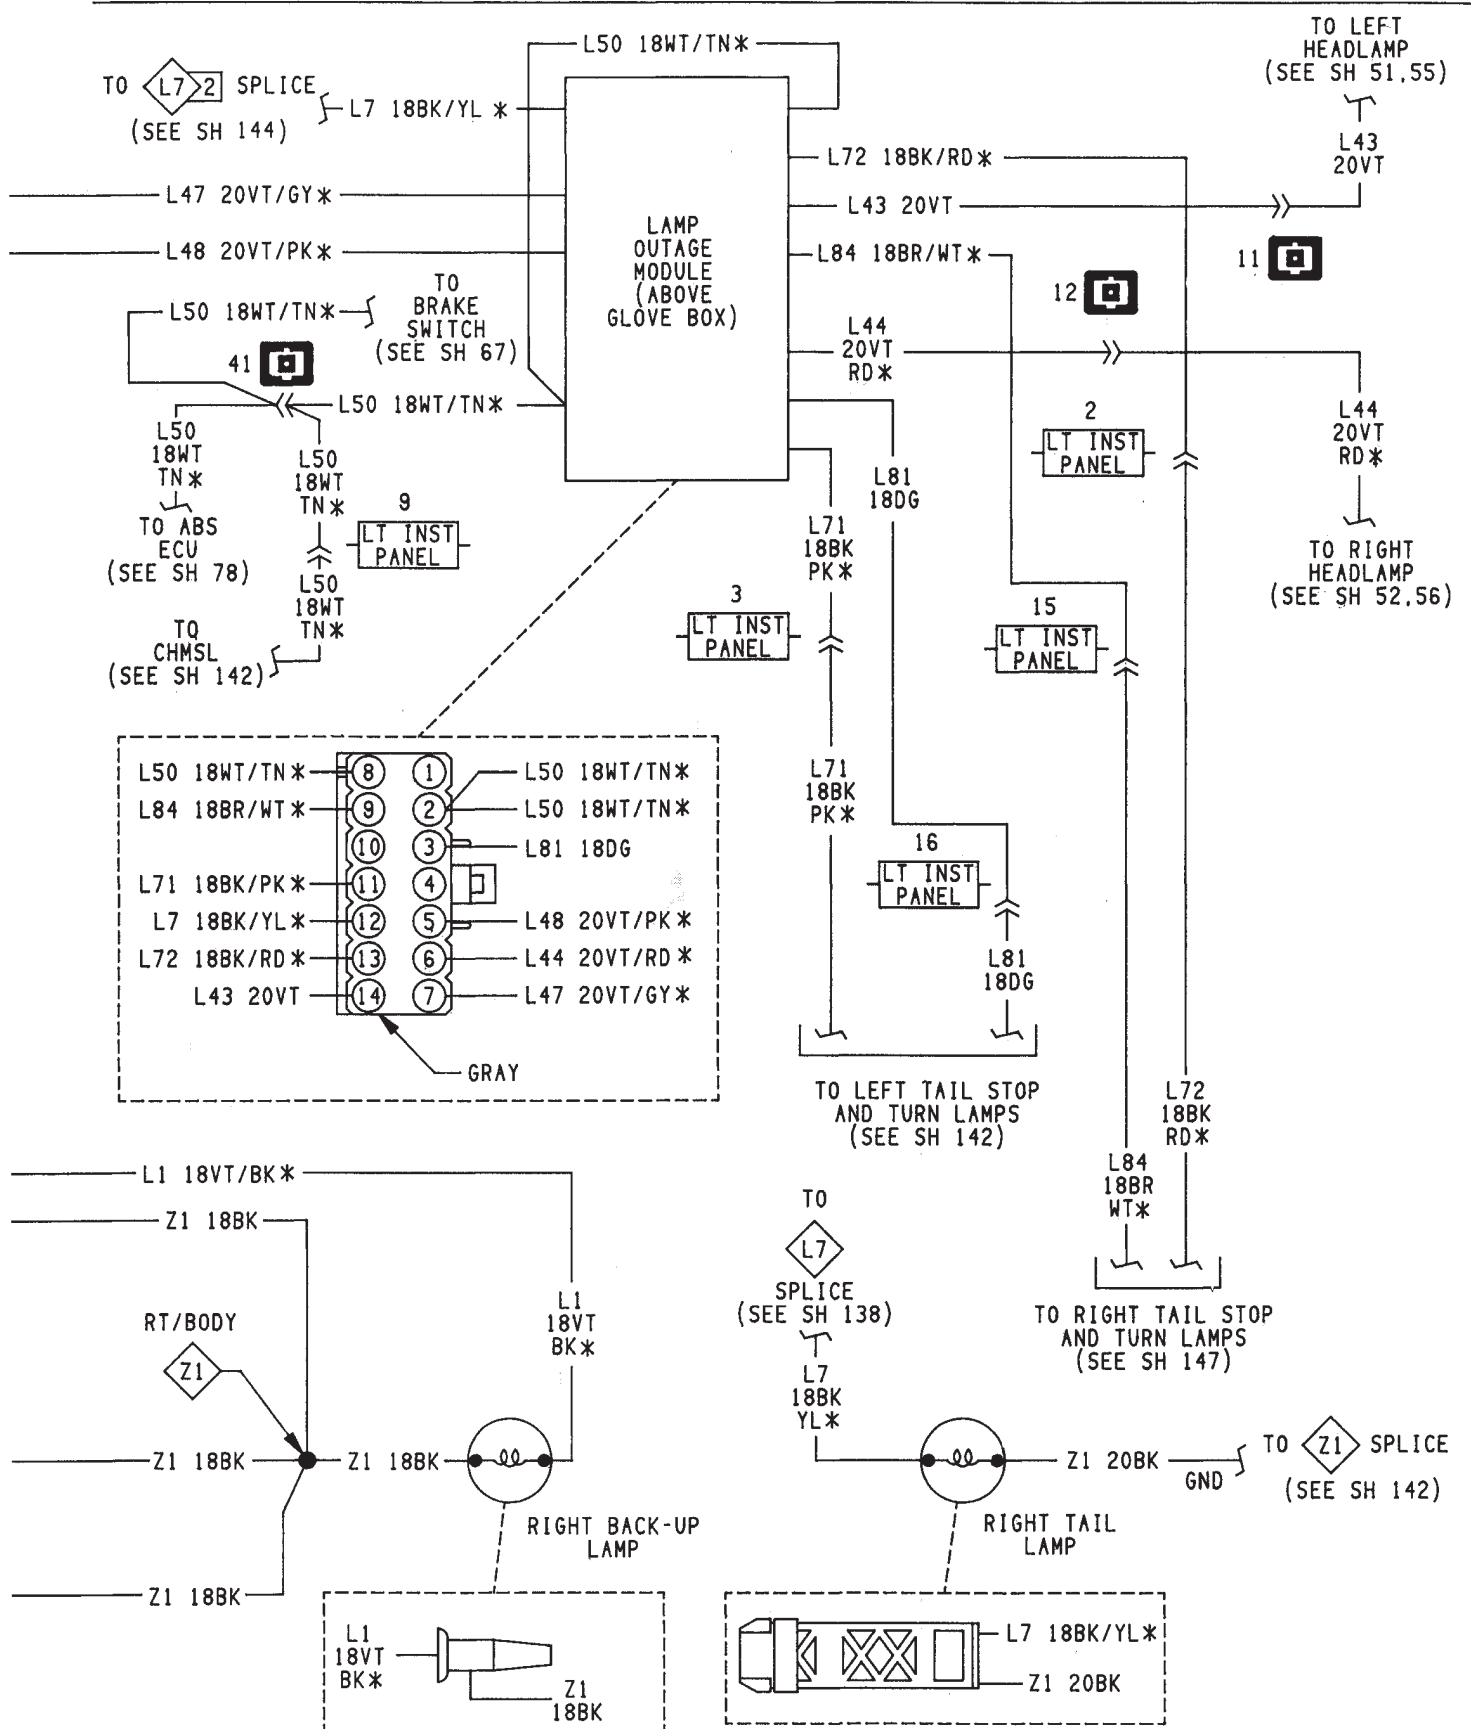 L50 18WT/TN*
TO L7 2 SPLICE
(SEE SH 144)
L7 18BK/YL *
TO LEFT
HEADLAMP
(SEE SH 51,55)
L43
20VT
L72 18BK/RD*
L47 20VT/GY*
L43 20VT
LAMP
OUTAGE
MODULE
(ABOVE
GLOVE BOX)
L48 20VT/PK*
L84 18BR/WT*
11
12
L50 18WT/TN*
TO
BRAKE
SWITCH
(SEE SH 67)
L44
20VT
RD*
41
L50 18WT/TN*
L50
18WT
TN*
TO ABS
ECU
(SEE SH 78)
L50
18WT
TN*
9
LT INST
PANEL
L50
18WT
TN*
TO
CHMSL
(SEE SH 142)
2
LT INST
PANEL
L44
20VT
RD*
TO RIGHT
HEADLAMP
(SEE SH 52,56)
L81
18DG
L71
18BK
PK*
3
LT INST
PANEL
15
LT INST
PANEL
L71
18BK
PK*
16
LT INST
PANEL
L81
18DG
L50 18WT/TN* 8 1 L50 18WT/TN*
L84 18BR/WT* 9 2 L50 18WT/TN*
10 3 L81 18DG
L71 18BK/PK* 11 4
L7 18BK/YL* 12 5 L48 20VT/PK*
L72 18BK/RD* 13 6 L44 20VT/RD*
L43 20VT 14 7 L47 20VT/GY*
GRAY
TO LEFT TAIL STOP
AND TURN LAMPS
(SEE SH 142)
L72
18BK
RD*
L84
18BR
WT*
TO RIGHT TAIL STOP
AND TURN LAMPS
(SEE SH 147)
L1 18VT/BK*
Z1 18BK
L1
18VT
BK*
RT/BODY
Z1
Z1 18BK
Z1 18BK
Z1 18BK
RIGHT BACK-UP
LAMP
L1
18VT
BK*
Z1
18BK
TO
L7
SPLICE
(SEE SH 138)
L7
18BK
YL*
Z1 20BK
GND
TO Z1 SPLICE
(SEE SH 142)
RIGHT TAIL
LAMP
L7 18BK/YL*
Z1 20BK